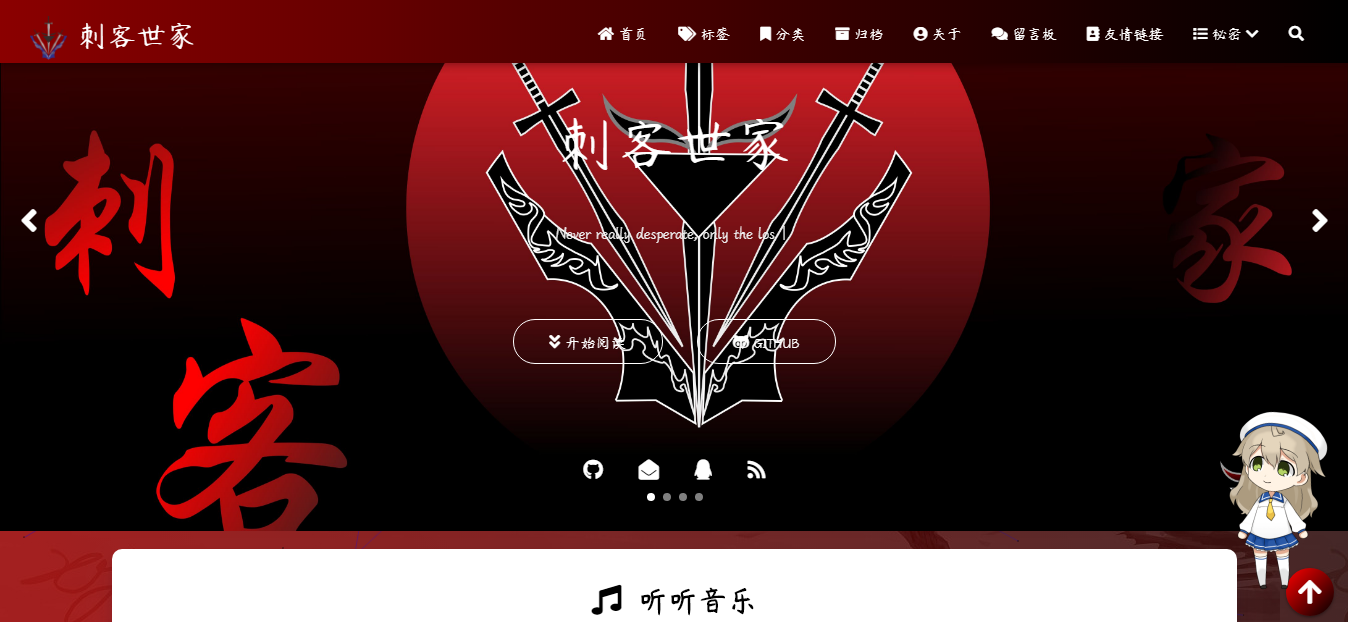 刺客世家
首页 标签 分类 归档 关于 留言板 友情链接 秘密
刺 家
刺客世家
Never really desperate, only the los
开始阅读 GITHUB
客
听听音乐